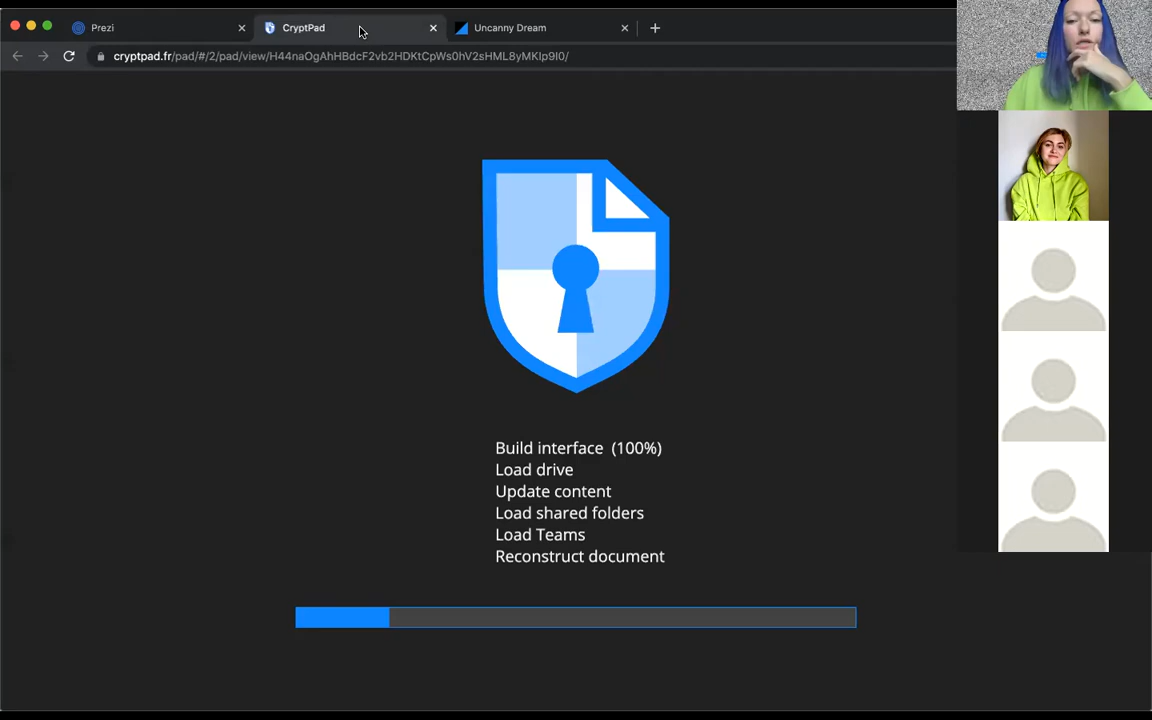 Prezi
CryptPad
Uncanny Dream
cryptpad.fr/pad/#/2/pad/view/H44naOgAhHBdcF2vb2HDKtCpWs0hV2sHML8yMKIp9I0/
Build interface (100%)
Load drive
Update content
Load shared folders
Load Teams
Reconstruct document